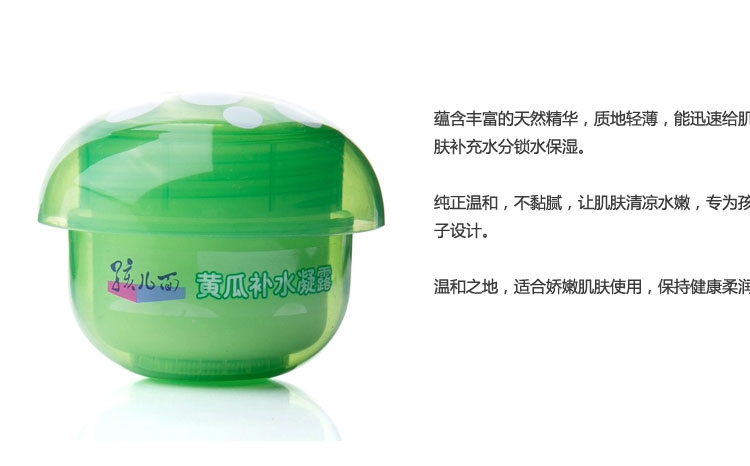 孩儿面 黄瓜补水凝露
蕴含丰富的天然精华，质地轻薄，能迅速给肌
肤补充水分锁水保湿。
纯正温和，不黏腻，让肌肤清凉水嫩，专为孩
子设计。
温和之地，适合娇嫩肌肤使用，保持健康柔润